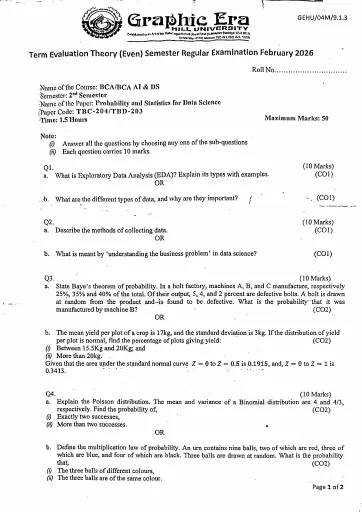 GEHU/04M/9.1.3
Graphic Era
HILL UNIVERSITY
Term Evaluation Theory (Even) Semester Regular Examination February 2026
Roll No..............................
Name of the Course: BCA/BCA AI & DS
Semester: 2nd Semester
Name of the Paper: Probability and Statistics for Data Science
Paper Code: TBC-204/TBD-203
Time: 1.5 Hours Maximum Marks: 50
Note:
(i) Answer all the questions by choosing any one of the sub-questions
(ii) Each question carries 10 marks.
Q1. (10 Marks)
a. What is Exploratory Data Analysis (EDA)? Explain its types with examples. (CO1)
OR
b. What are the different types of data, and why are they important? (CO1)
Q2. (10 Marks)
a. Describe the methods of collecting data. (CO1)
OR
b. What is meant by 'understanding the business problem' in data science? (CO1)
Q3. (10 Marks)
a. State Baye's theorem of probability. In a bolt factory, machines A, B, and C manufacture, respectively
25%, 35% and 40% of the total. Of their output, 5, 4, and 2 percent are defective bolts. A bolt is drawn
at random from the product and is found to be defective. What is the probability that it was
manufactured by machine B? (CO2)
OR
b. The mean yield per plot of a crop is 17kg, and the standard deviation is 3kg. If the distribution of yield
per plot is normal, find the percentage of plots giving yield: (CO2)
(i) Between 15.5Kg and 20Kg; and
(ii) More than 20kg.
Given that the area under the standard normal curve Z = 0 to Z = 0.5 is 0.1915, and, Z = 0 to Z = 1 is
0.3413.
Q4. (10 Marks)
a. Explain the Poisson distribution. The mean and variance of a Binomial distribution are 4 and 4/3,
respectively. Find the probability of, (CO2)
(i) Exactly two successes,
(ii) More than two successes.
OR
b. Define the multiplication law of probability. An urn contains nine balls, two of which are red, three of
which are blue, and four of which are black. Three balls are drawn at random. What is the probability
that, (CO2)
(i) The three balls of different colours,
(ii) The three balls are of the same colour.
Page 1 of 2